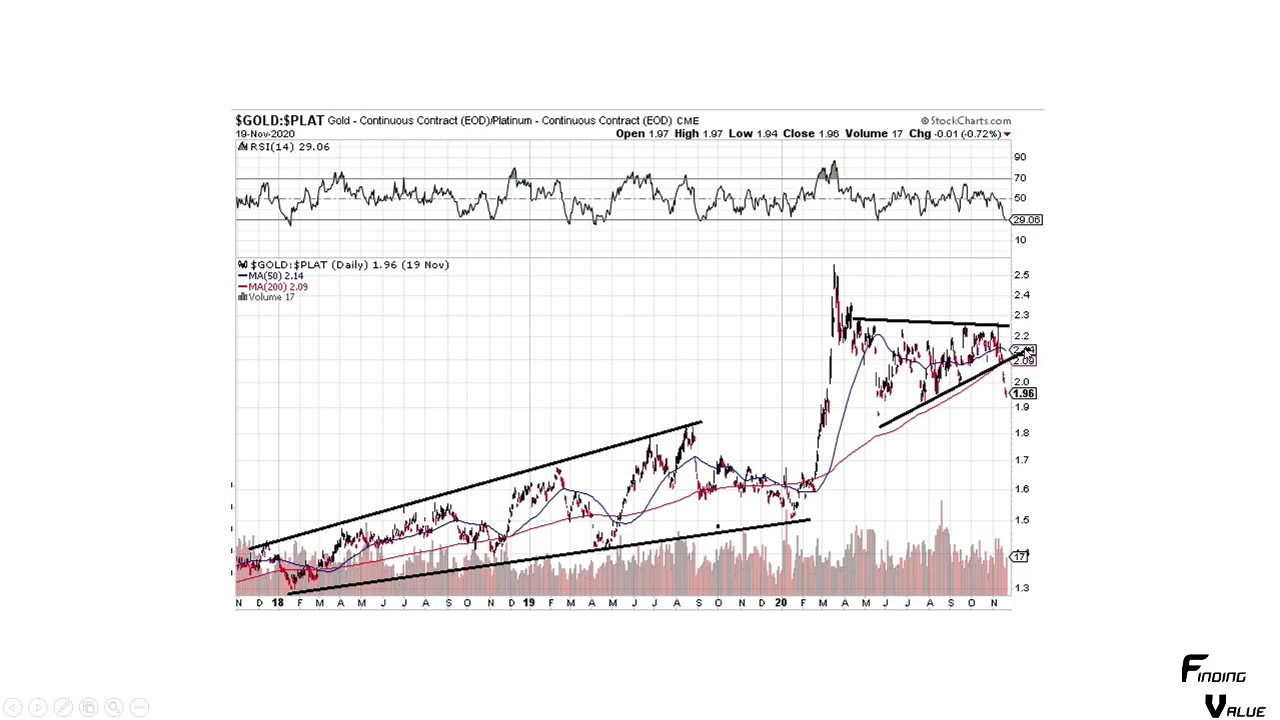 $GOLD:$PLAT Gold - Continuous Contract (EOD)/Platinum - Continuous Contract (EOD) CME
@StockCharts.com
19-Nov-2020
Open 1.97 High 1.97 Low 1.94 Close 1.96 Volume 17 Chg -0.01 (-0.72%)
RSI(14) 29.06
90
70
50
29.06
10
$GOLD:$PLAT (Daily) 1.96 (19 Nov)
MA(50) 2.14
MA(200) 2.09
Volume 17
2.5
2.4
2.3
2.2
2.09
2.0
1.96
1.9
1.8
1.7
1.6
1.5
17
1.3
N D 18 F M A M J J A S O N D 19 F M A M J J A S O N D 20 F M A M J J A S O N
Finding
Value